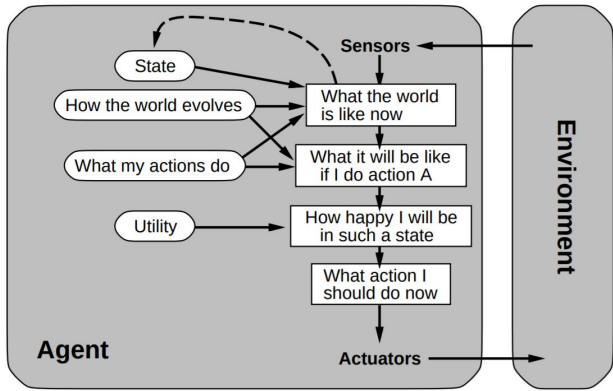 Sensors
State
How the world evolves
What the world
is like now
What my actions do
What it will be like
if I do action A
Utility
How happy I will be
in such a state
What action I
should do now
Agent
Actuators
Environment